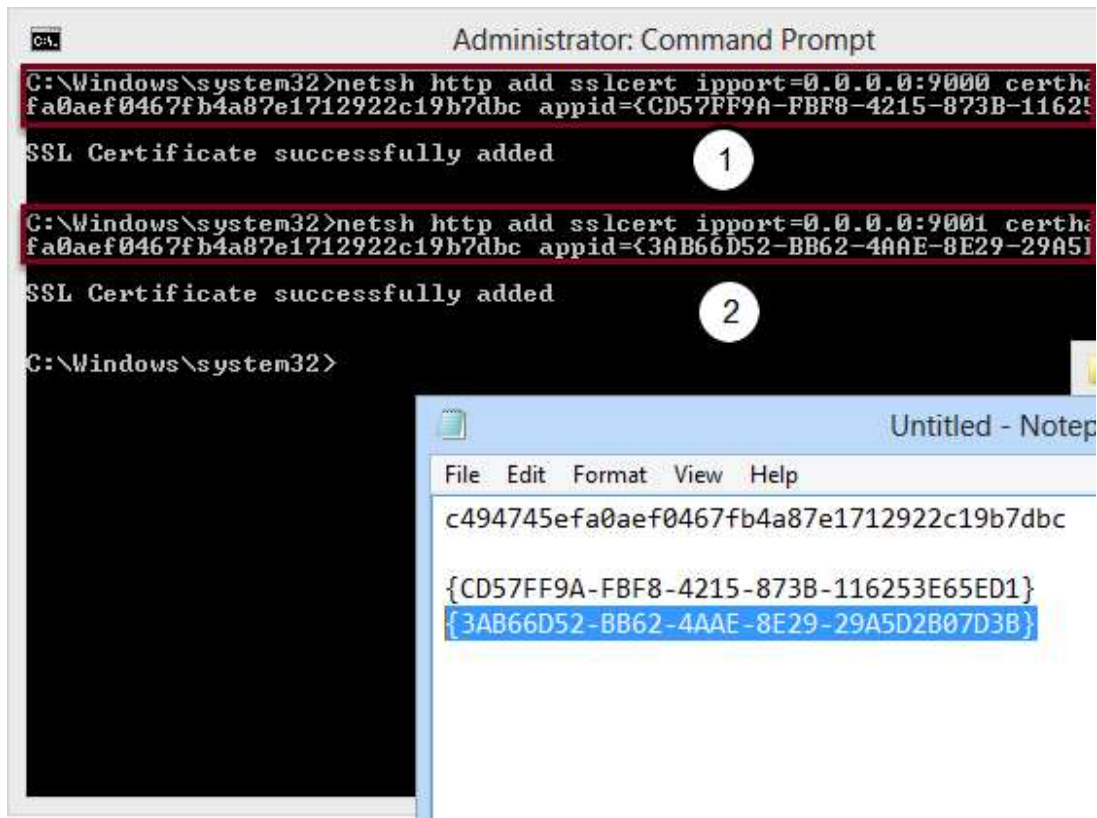 Administrator: Command Prompt
C:\Windows\system32>netsh http add sslcert ipport=0.0.0.0:9000 certha
fa0aef0467fb4a87e1712922c19b7dbc appid={CD57FF9A-FBF8-4215-873B-11625
SSL Certificate successfully added
1
C:\Windows\system32>netsh http add sslcert ipport=0.0.0.0:9001 certha
fa0aef0467fb4a87e1712922c19b7dbc appid={3AB66D52-BB62-4AAE-8E29-29A5
SSL Certificate successfully added
2
C:\Windows\system32>
Untitled - Notep
File Edit Format View Help
c494745efa0aef0467fb4a87e1712922c19b7dbc
{CD57FF9A-FBF8-4215-873B-116253E65ED1}
{3AB66D52-BB62-4AAE-8E29-29A5D2B07D3B}